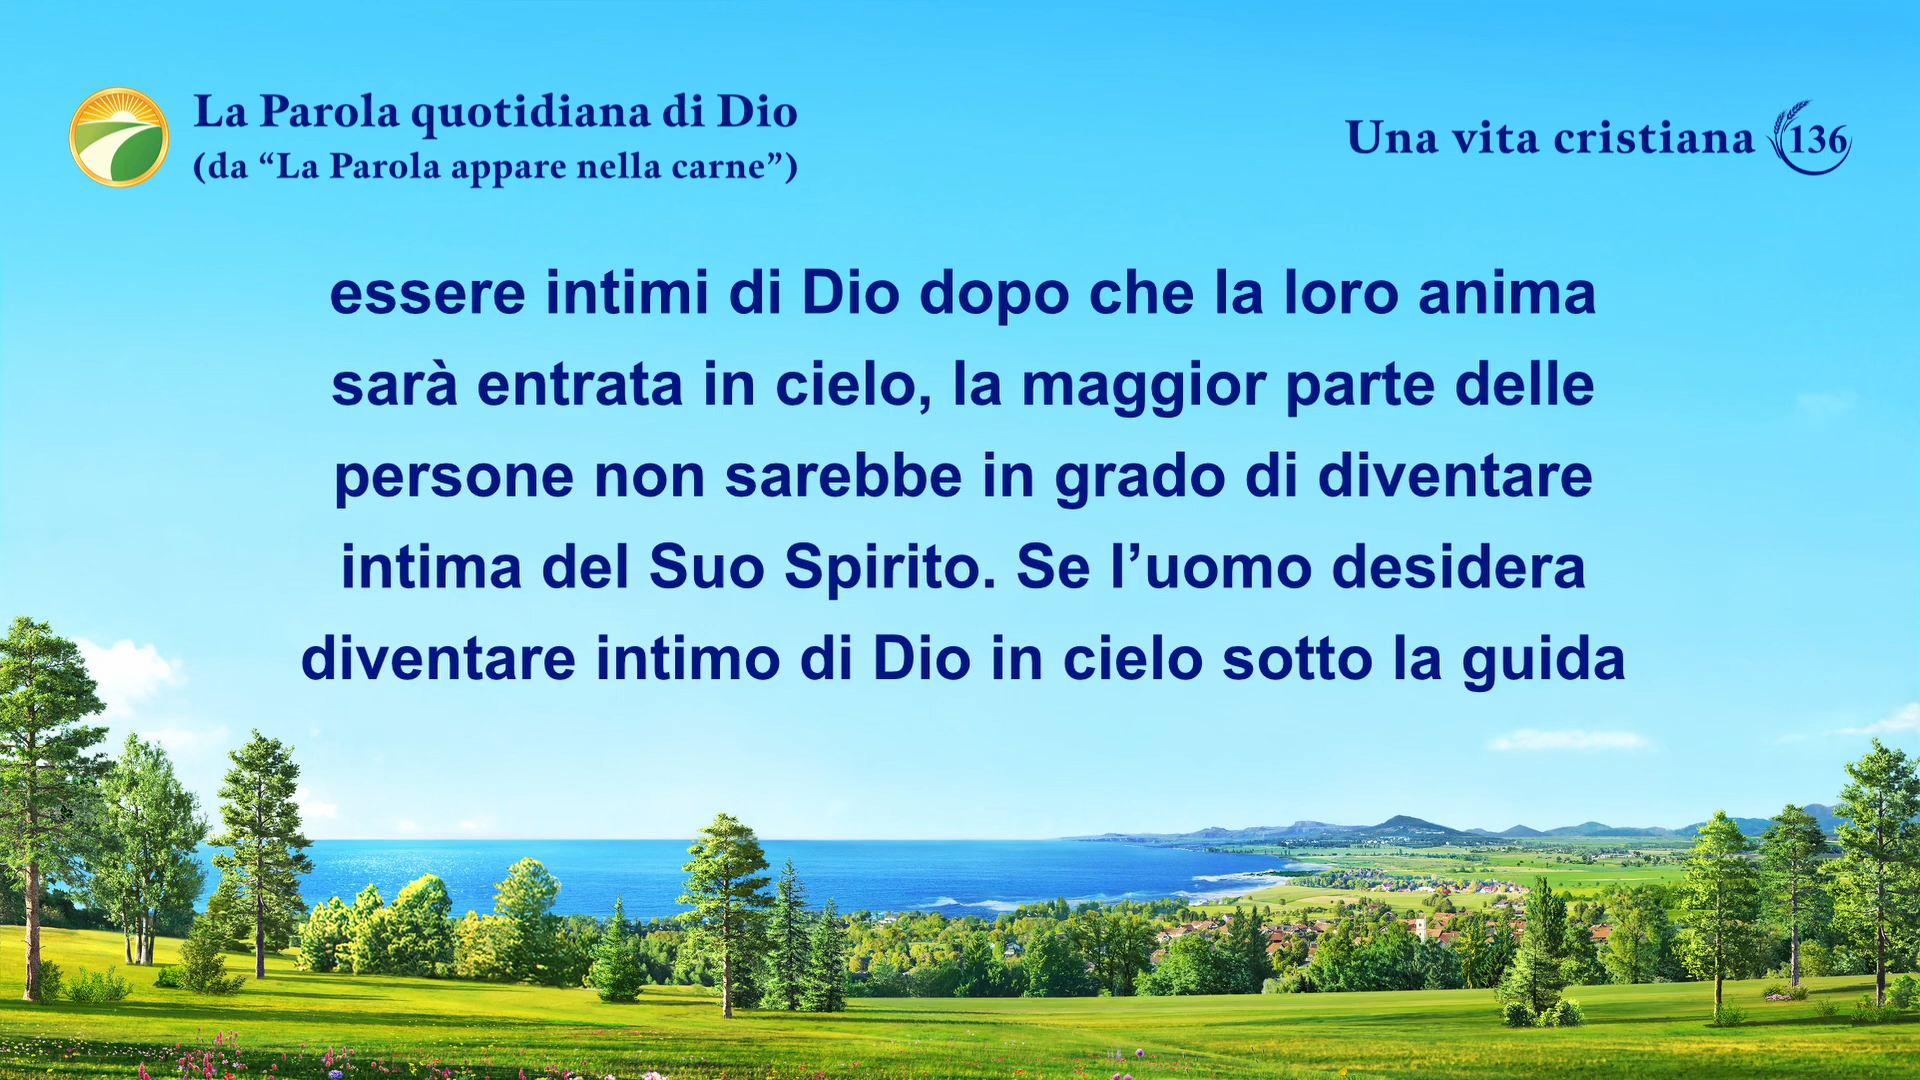 La Parola quotidiana di Dio
(da “La Parola appare nella carne”)
Una vita cristiana 136
essere intimi di Dio dopo che la loro anima
sarà entrata in cielo, la maggior parte delle
persone non sarebbe in grado di diventare
intima del Suo Spirito. Se l’uomo desidera
diventare intimo di Dio in cielo sotto la guida